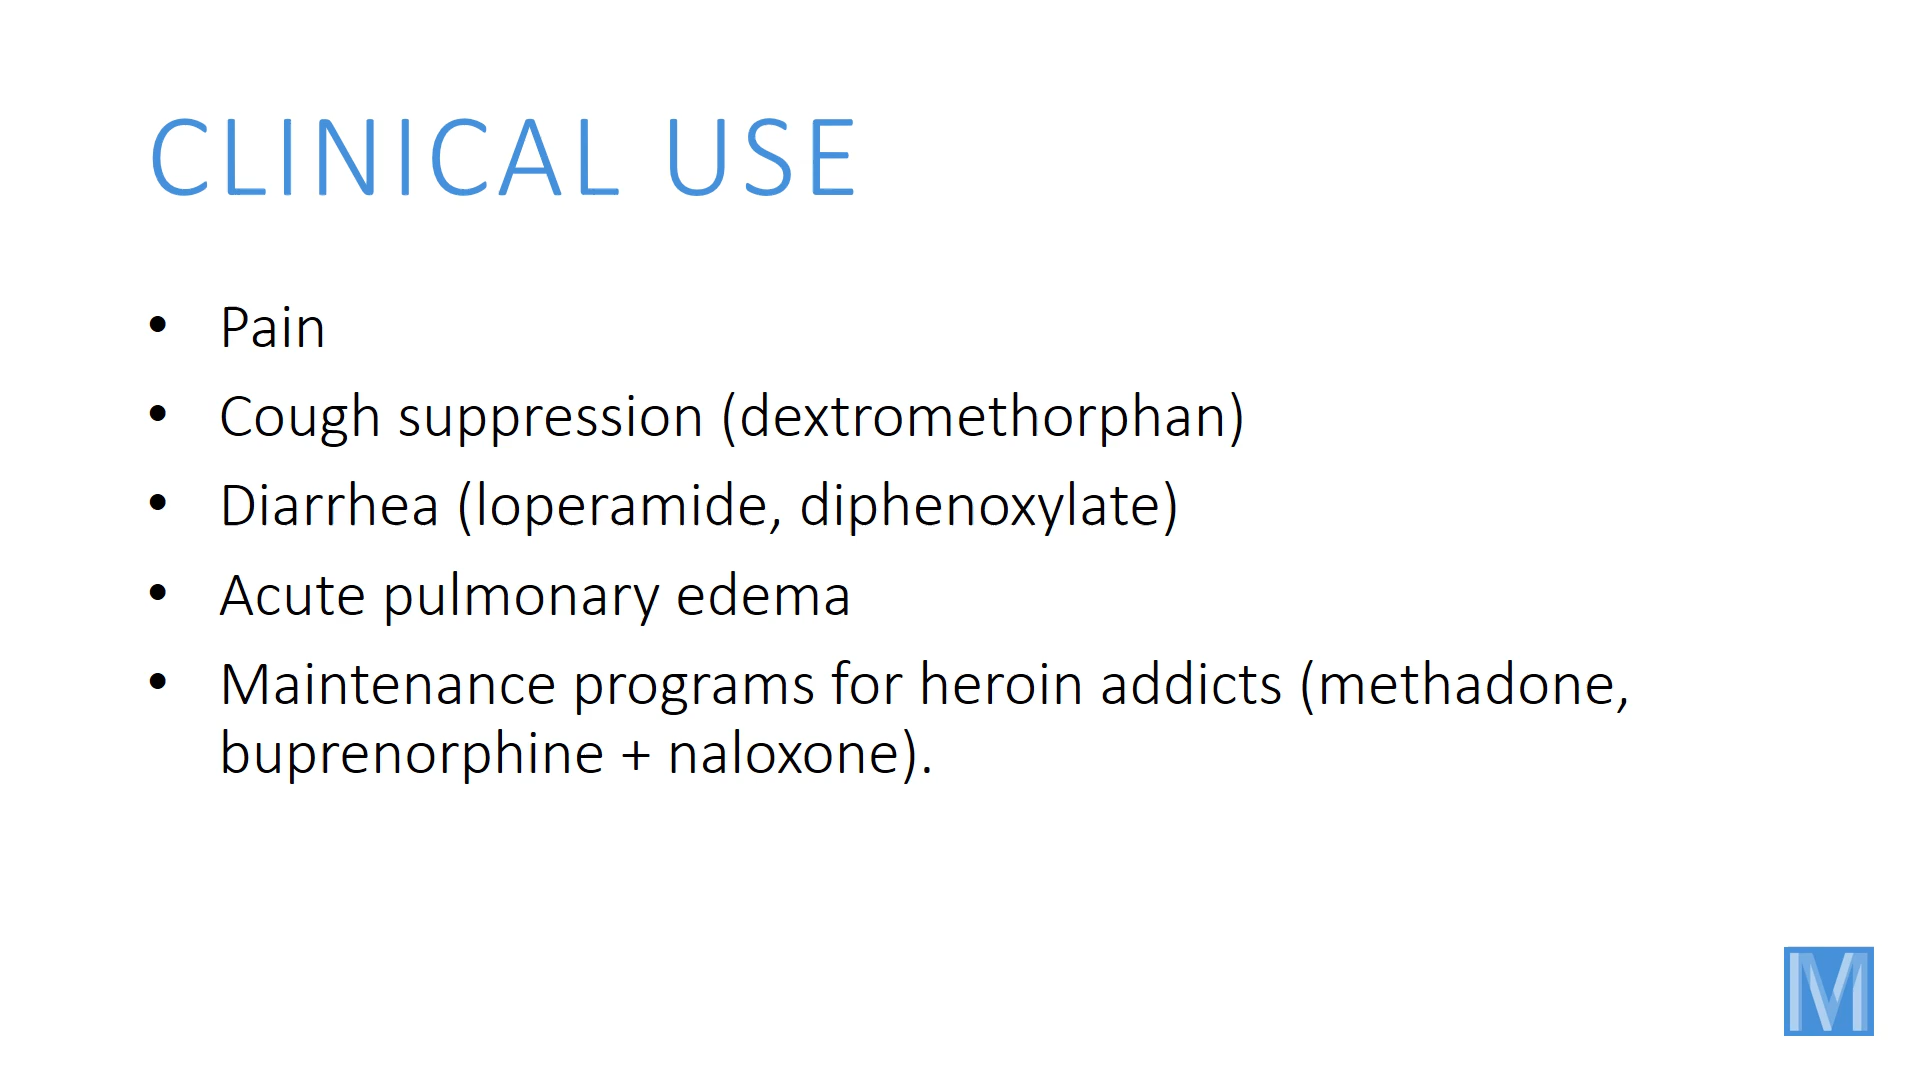 CLINICAL USE
• Pain
• Cough suppression (dextromethorphan)
• Diarrhea (loperamide, diphenoxylate)
• Acute pulmonary edema
• Maintenance programs for heroin addicts (methadone,
buprenorphine + naloxone).
M